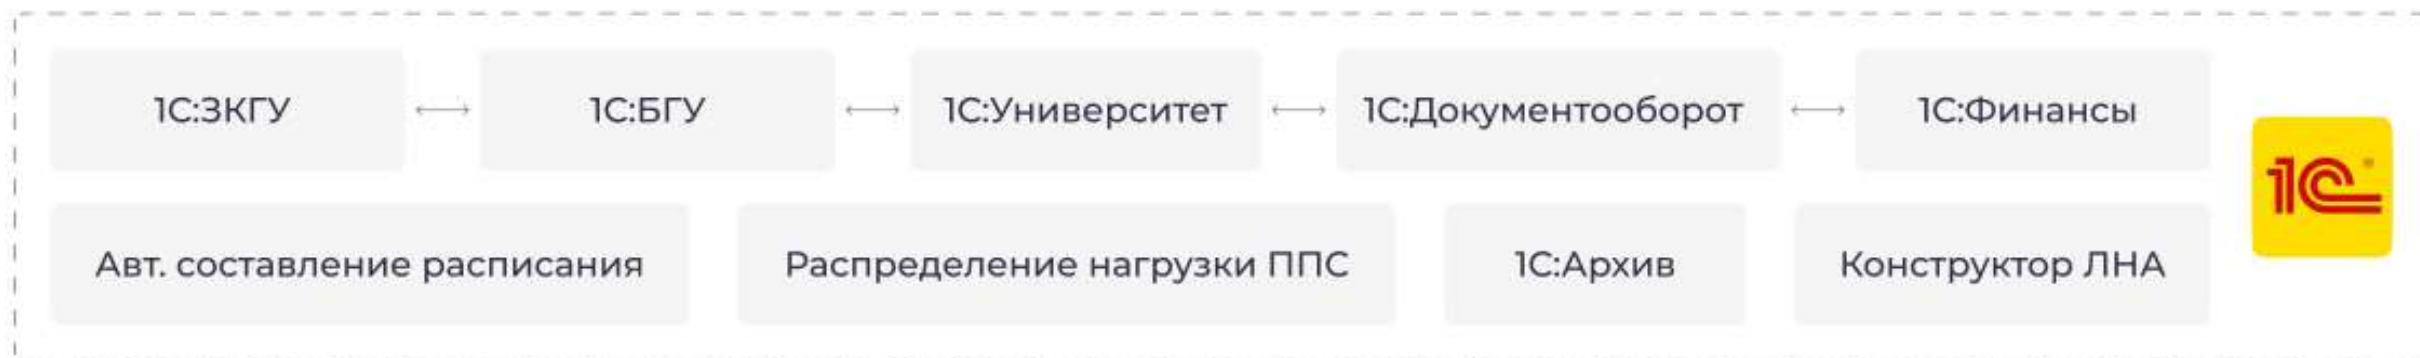 1С:ЗКГУ
1С:БГУ
1С:Университет
1С:Документооборот
1С:Финансы
1С
Авт. составление расписания
Распределение нагрузки ППС
1С:Архив
Конструктор ЛНА